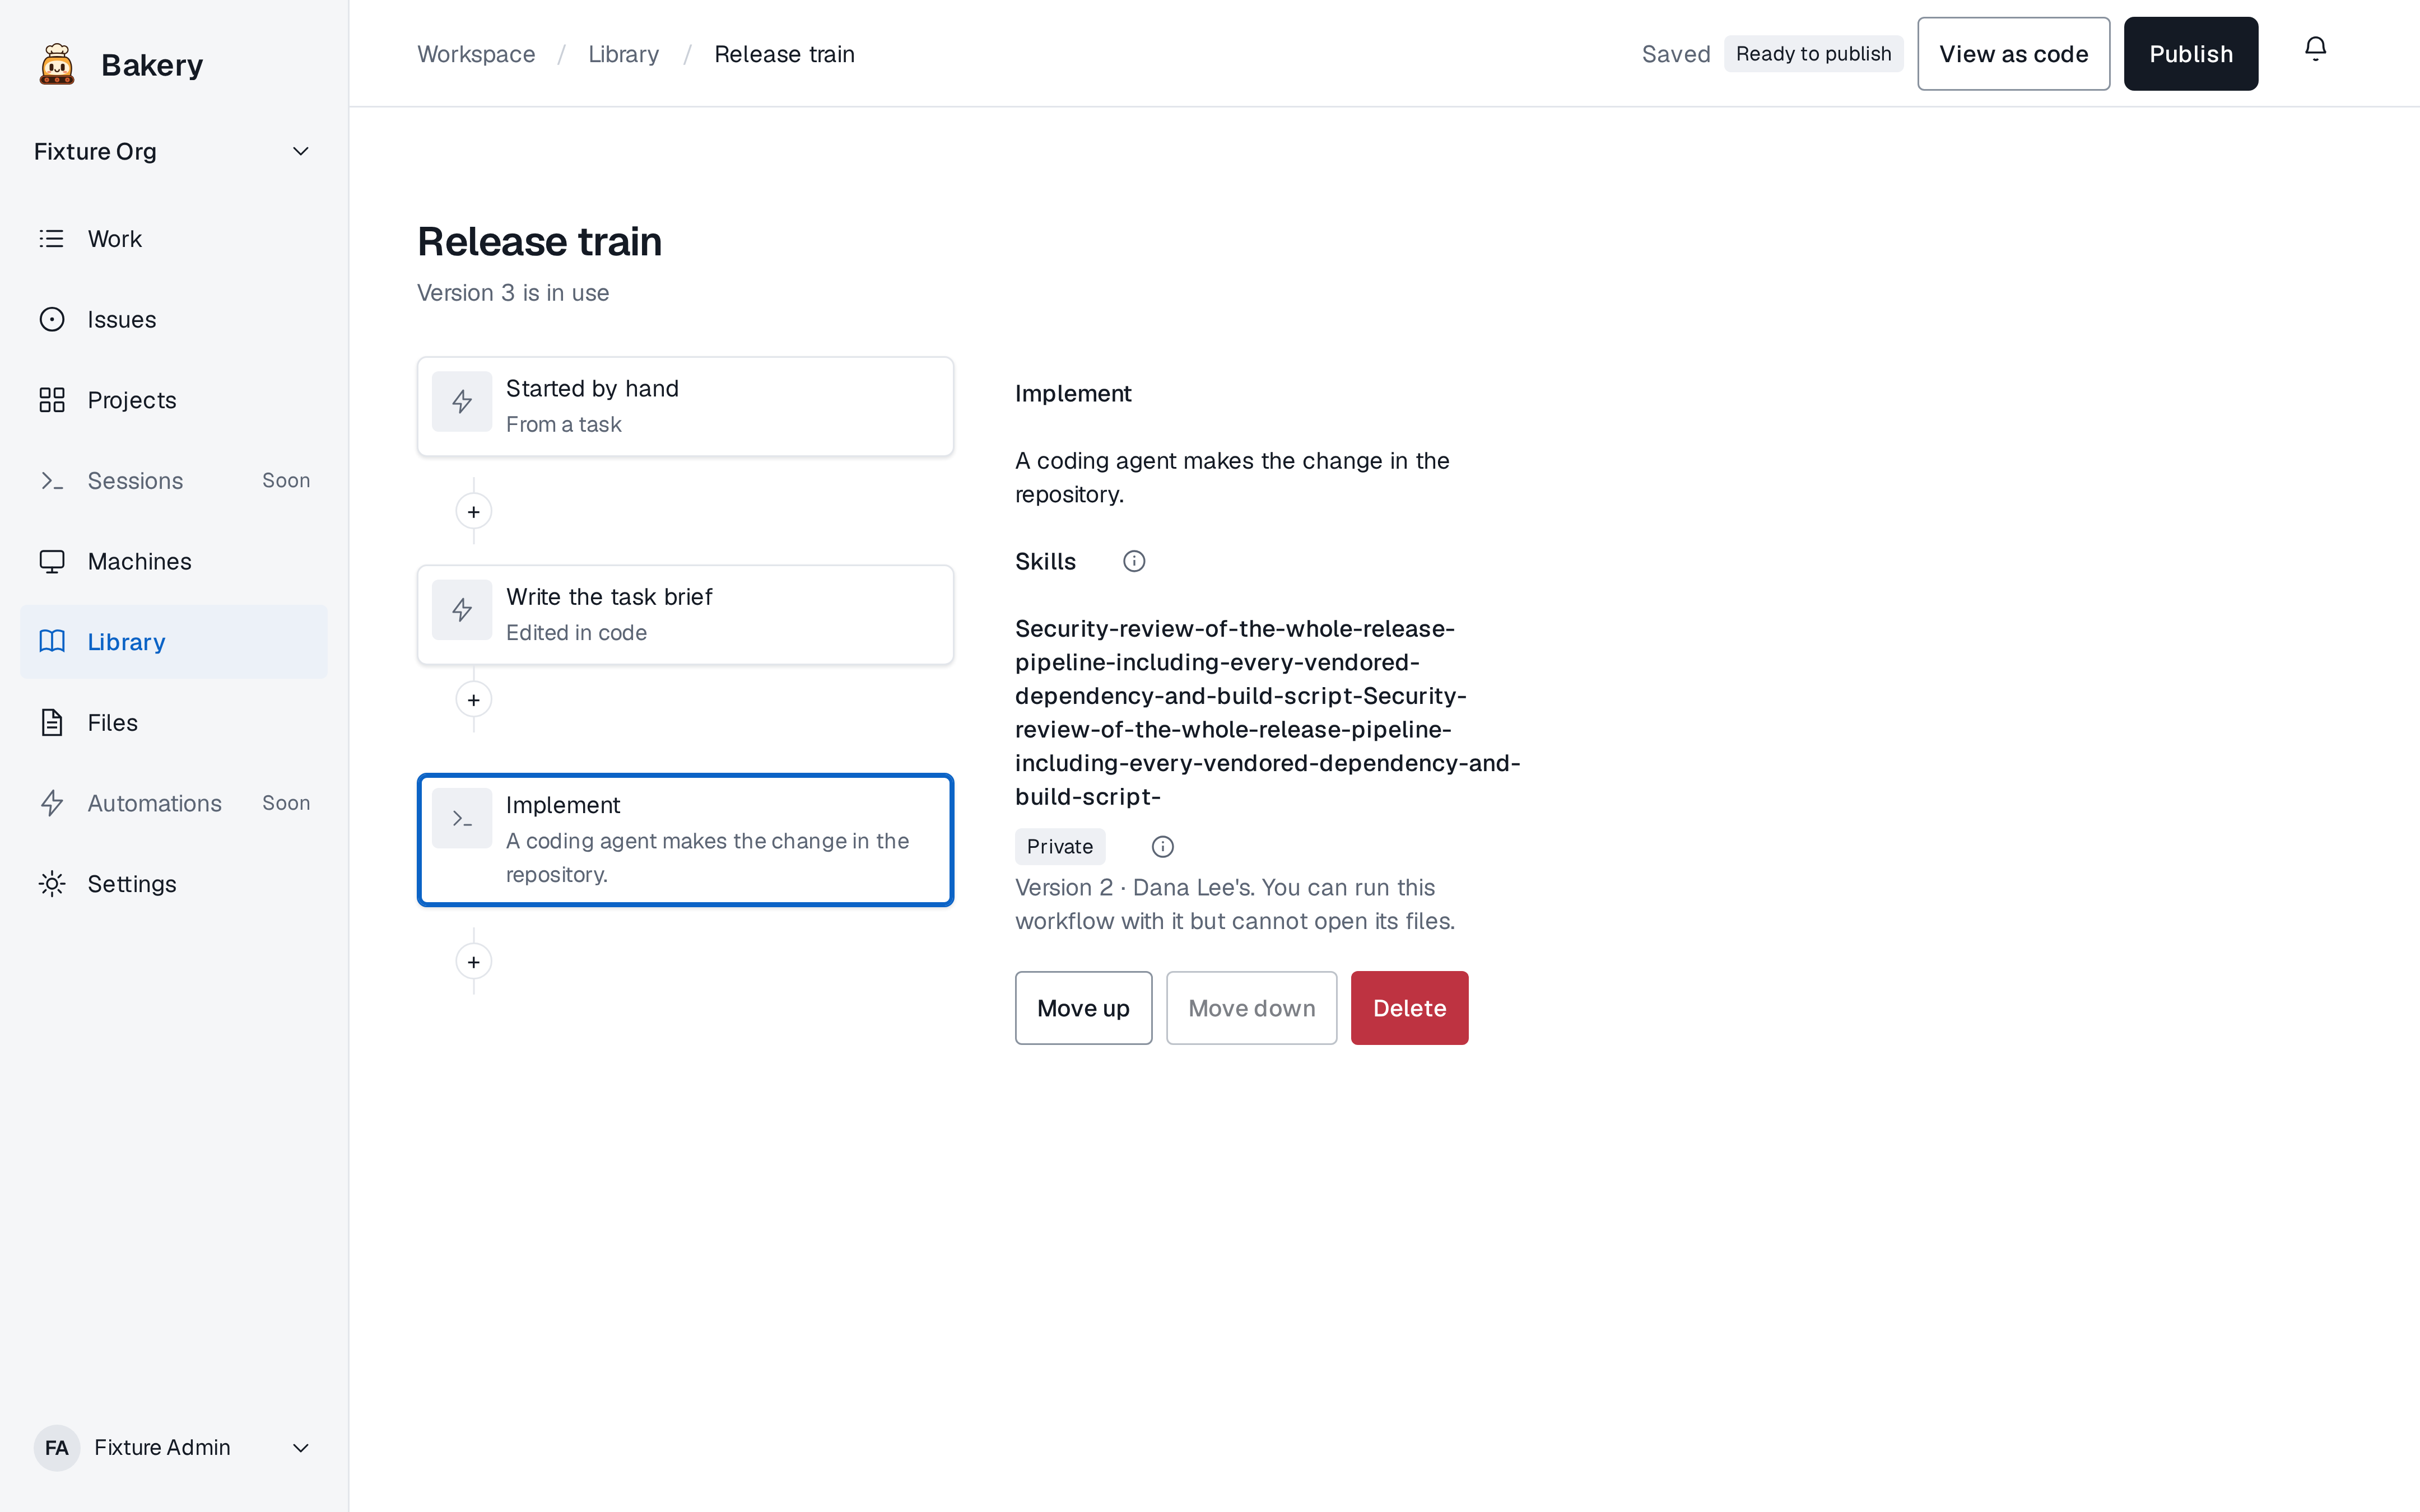 Bakery
Fixture Org
Work
Issues
Projects
Sessions Soon
Machines
Library
Files
Automations Soon
Settings
FA Fixture Admin
Workspace / Library / Release train
Saved Ready to publish View as code Publish
Release train
Version 3 is in use
Started by hand
From a task
+
Write the task brief
Edited in code
+
Implement
A coding agent makes the change in the
repository.
+
Implement
A coding agent makes the change in the
repository.
Skills
Security-review-of-the-whole-release-
pipeline-including-every-vendored-
dependency-and-build-script-Security-
review-of-the-whole-release-pipeline-
including-every-vendored-dependency-and-
build-script-
Private
Version 2 · Dana Lee's. You can run this
workflow with it but cannot open its files.
Move up Move down Delete